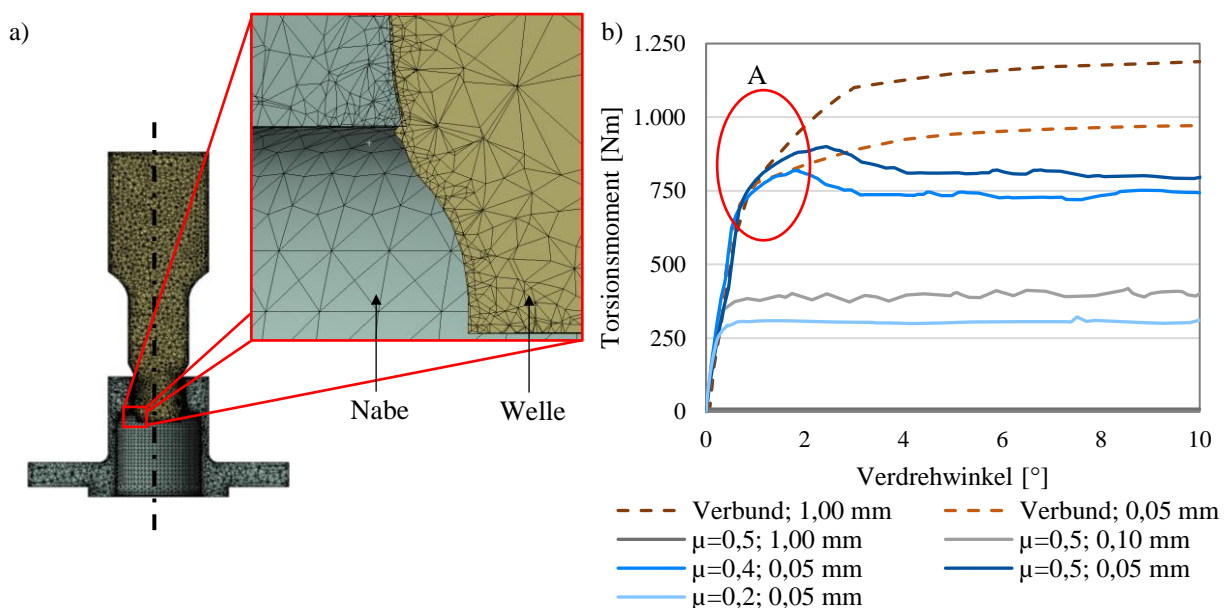 a)
Nabe
Welle
b)
A
Torsionsmoment [Nm]
1.250
1.000
750
500
250
0
0 2 4 6 8 10
Verdrehwinkel [°]
Verbund; 1,00 mm
Verbund; 0,05 mm
µ=0,5; 1,00 mm
µ=0,5; 0,10 mm
µ=0,4; 0,05 mm
µ=0,5; 0,05 mm
µ=0,2; 0,05 mm